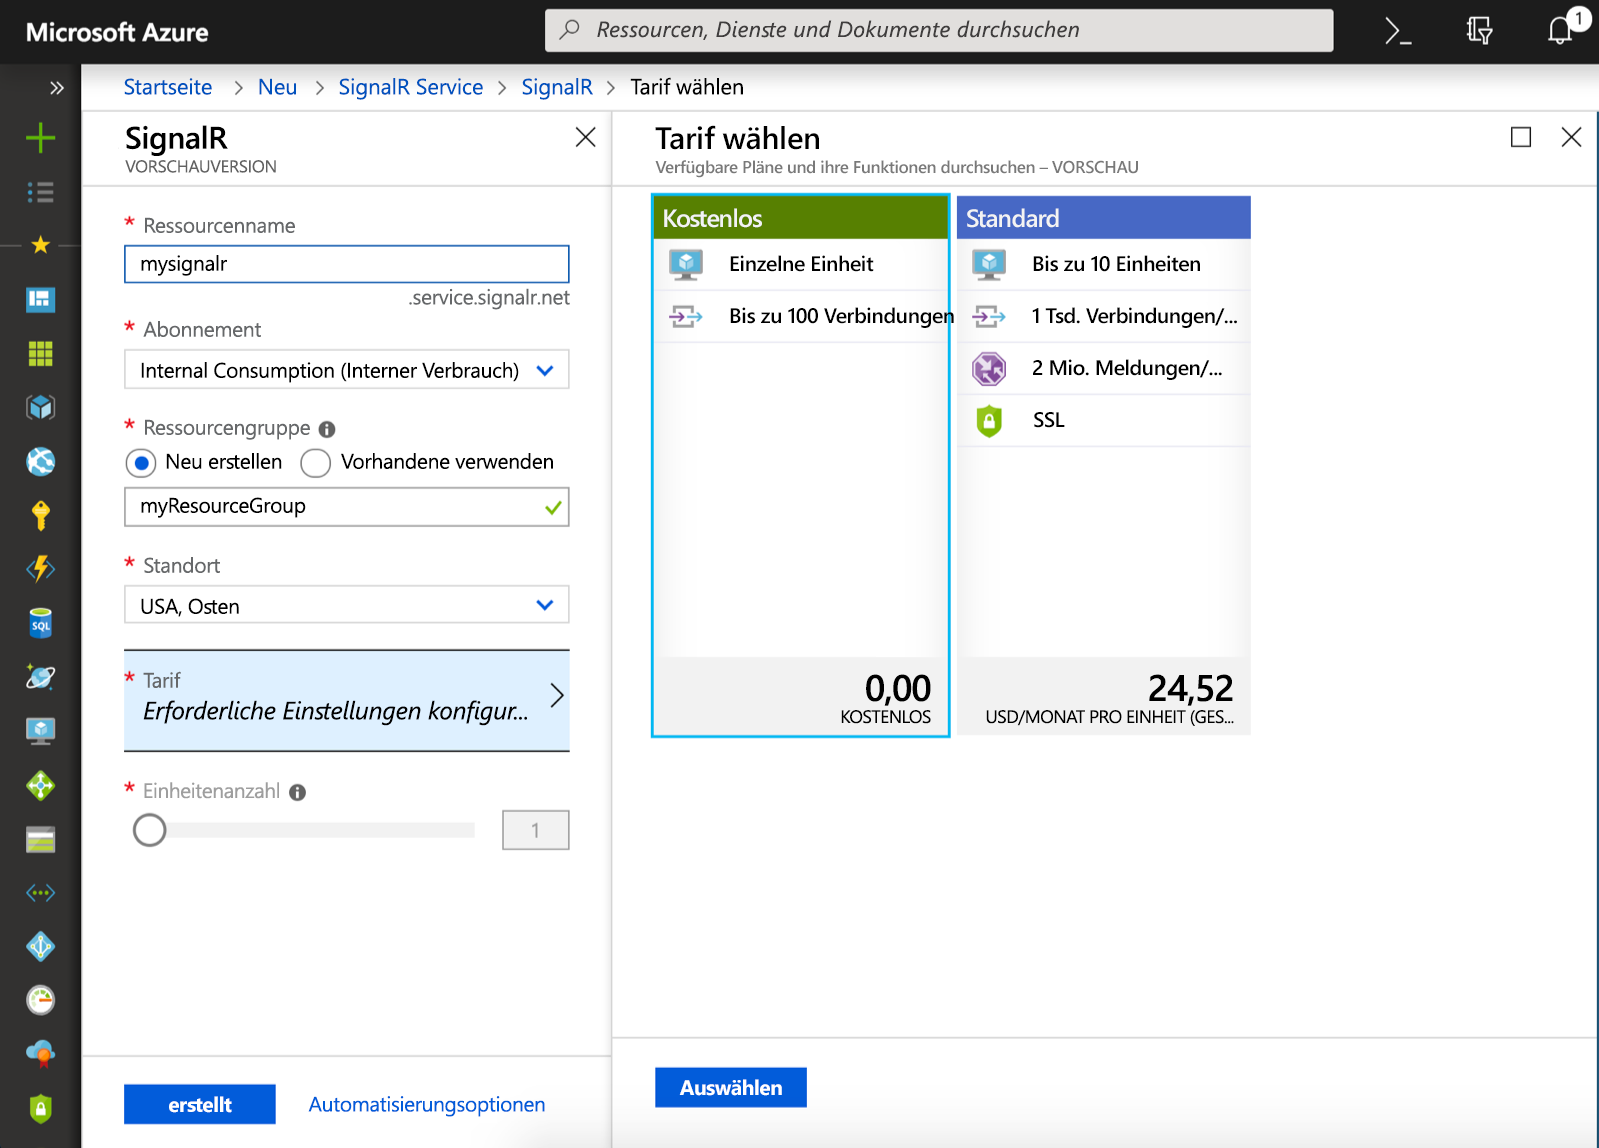 Microsoft Azure
Ressourcen, Dienste und Dokumente durchsuchen
1
Startseite > Neu > SignalR Service > SignalR > Tarif wählen
SignalR
VORSCHAUVERSION
* Ressourcenname
mysignalr
.service.signalr.net
* Abonnement
Internal Consumption (Interner Verbrauch)
* Ressourcengruppe
Neu erstellen
Vorhandene verwenden
myResourceGroup
* Standort
USA, Osten
* Tarif
Erforderliche Einstellungen konfigur...
* Einheitenanzahl
1
erstellt
Automatisierungsoptionen
Tarif wählen
Verfügbare Pläne und ihre Funktionen durchsuchen – VORSCHAU
Kostenlos
Einzelne Einheit
Bis zu 100 Verbindungen
0,00
KOSTENLOS
Standard
Bis zu 10 Einheiten
1 Tsd. Verbindungen/...
2 Mio. Meldungen/...
SSL
24,52
USD/MONAT PRO EINHEIT (GES...
Auswählen
SQL